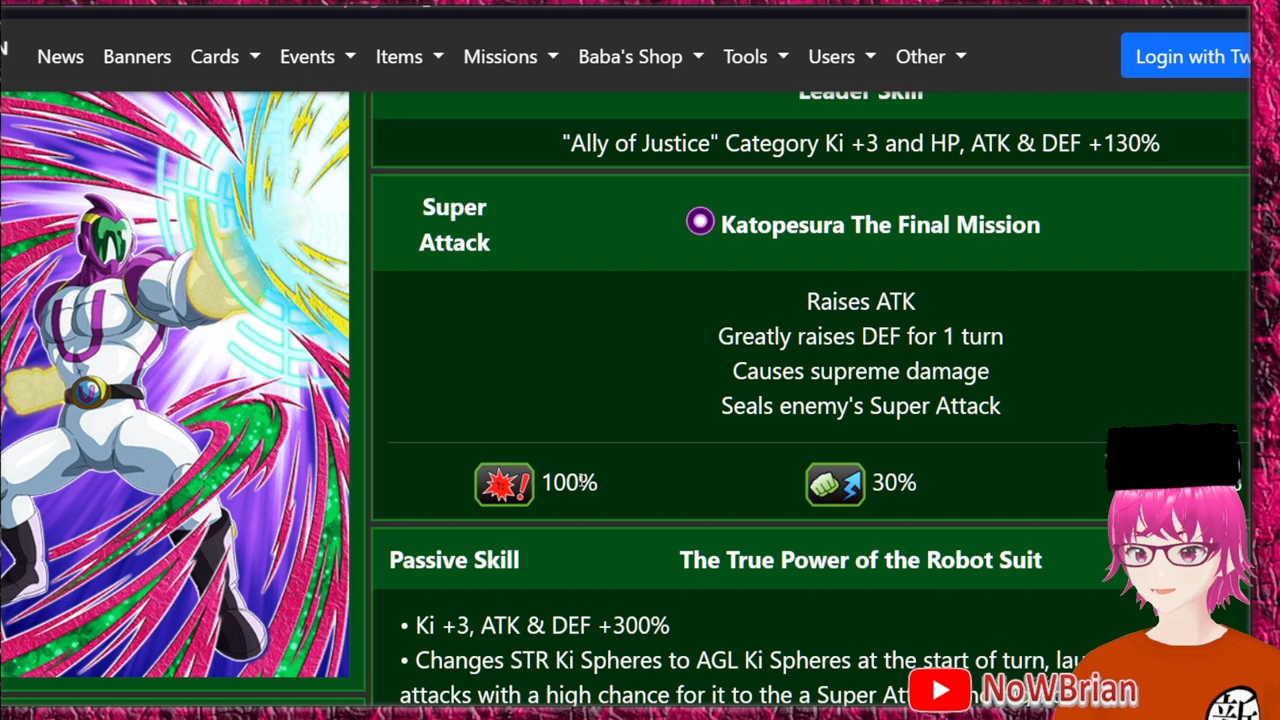 News Banners Cards Events Items Missions Baba's Shop Tools Users Other Login with Tw
Leader Skill
"Ally of Justice" Category Ki +3 and HP, ATK & DEF +130%
Super
Attack
Katopesura The Final Mission
Raises ATK
Greatly raises DEF for 1 turn
Causes supreme damage
Seals enemy's Super Attack
100% 30%
Passive Skill The True Power of the Robot Suit
• Ki +3, ATK & DEF +300%
• Changes STR Ki Spheres to AGL Ki Spheres at the start of turn,
attacks with a high chance for it to the a Super
NoWBrian